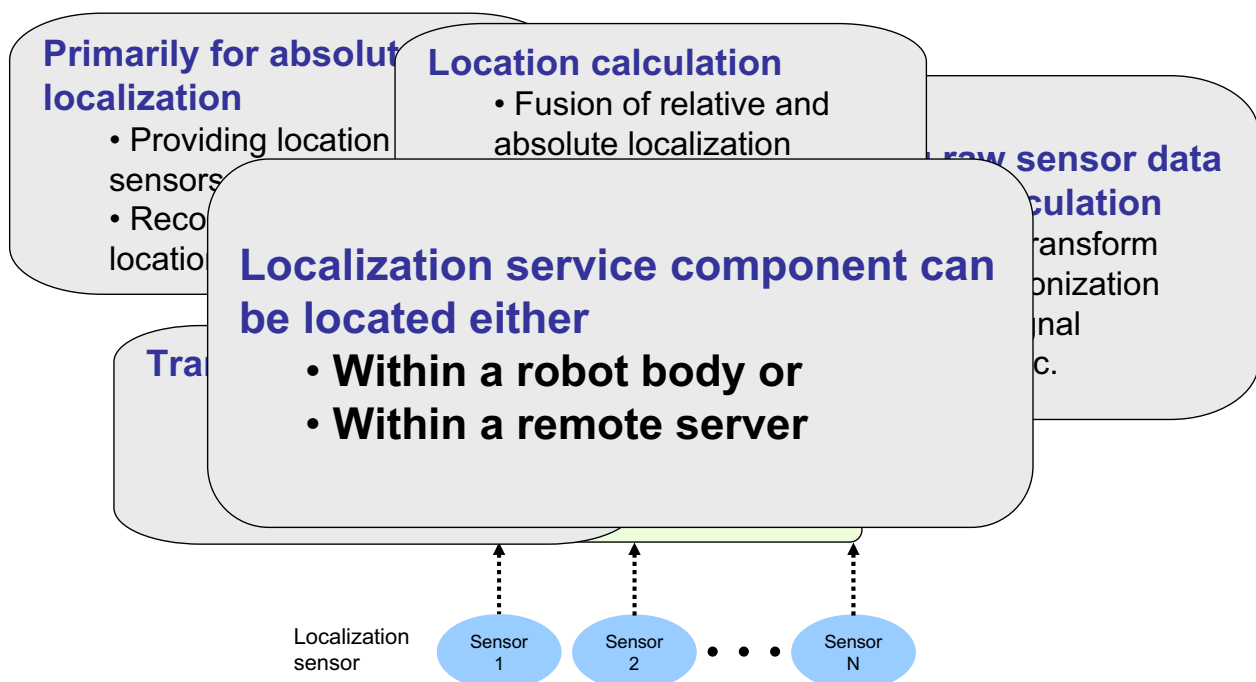 Primarily for absolut
localization
• Providing location
sensors
• Reco
location
Location calculation
• Fusion of relative and
absolute localization
raw sensor data
culation
ransform
onization
gnal
c.
Tra
Localization service component can
be located either
• Within a robot body or
• Within a remote server
Localization
sensor
Sensor
1
Sensor
2
• • •
Sensor
N